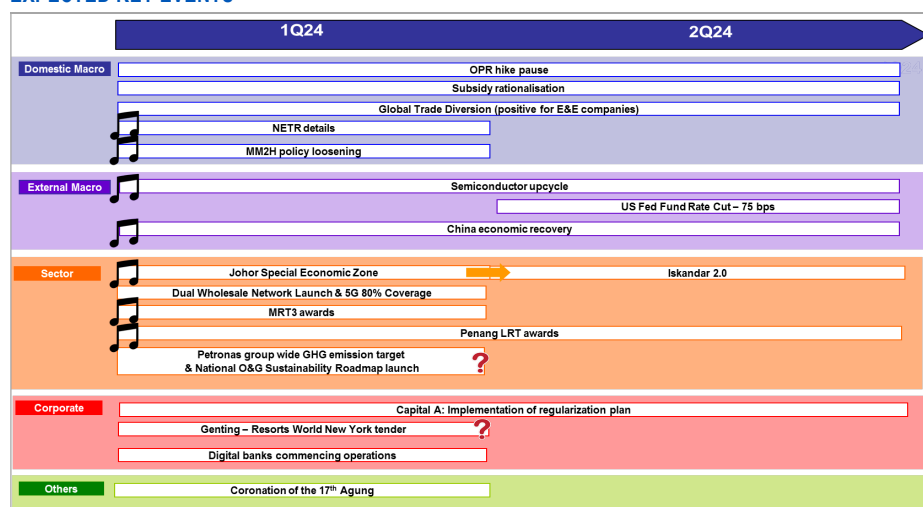 EXPECTED KEY EVENTS
1Q24
2Q24
Domestic Macro
OPR hike pause
Subsidy rationalisation
Global Trade Diversion (positive for E&E companies)
NETR details
MM2H policy loosening
External Macro
Semiconductor upcycle
US Fed Fund Rate Cut – 75 bps
China economic recovery
Sector
Johor Special Economic Zone
Iskandar 2.0
Dual Wholesale Network Launch & 5G 80% Coverage
MRT3 awards
Penang LRT awards
Petronas group wide GHG emission target
& National O&G Sustainability Roadmap launch
?
Corporate
Capital A: Implementation of regularization plan
Genting – Resorts World New York tender
?
Digital banks commencing operations
Others
Coronation of the 17th Agung